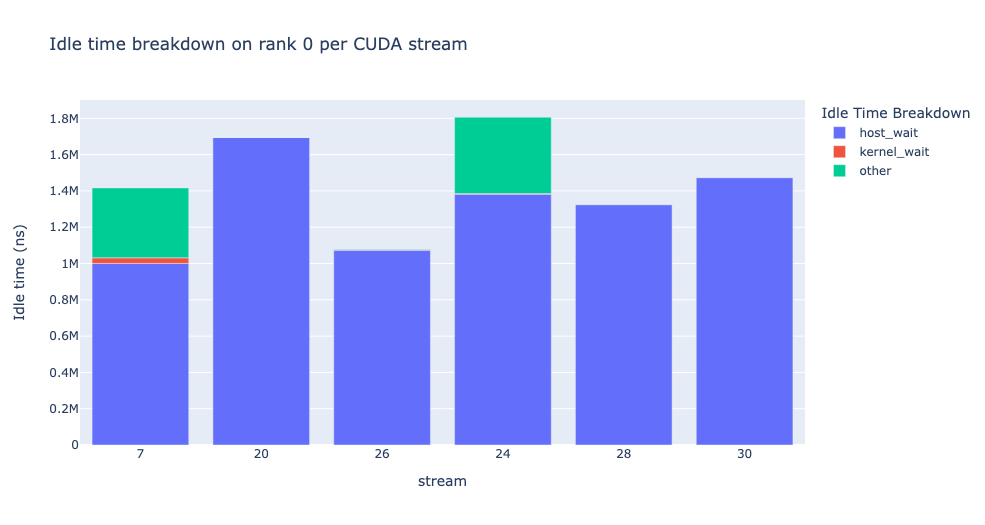 Idle time breakdown on rank 0 per CUDA stream
Idle Time Breakdown
host_wait
kernel_wait
other
Idle time (ns)
1.8M
1.6M
1.4M
1.2M
1M
0.8M
0.6M
0.4M
0.2M
0
7 20 26 24 28 30
stream